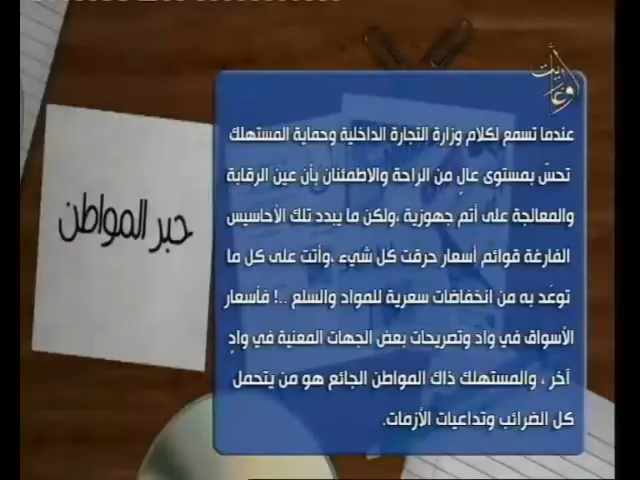 حبر المواطن
عندما تسمع لكلام وزارة التجارة الداخلية وحماية المستهلك
تحسّ بمستوى عالٍ من الراحة والاطمئنان بأن عين الرقابة
والمعالجة على أتم جهوزية ،ولكن ما يبدد تلك الأحاسيس
الفارغة قوائم أسعار حرقت كل شيء ،وأتت على كل ما
توعَد به من انخفاضات سعرية للمواد والسلع ..! فأسعار
الأسواق في واد وتصريحات بعض الجهات المعنية في وادٍ
آخر ، والمستهلك ذاك المواطن الجائع هو من يتحمل
كل الضرائب وتداعيات الأزمات.